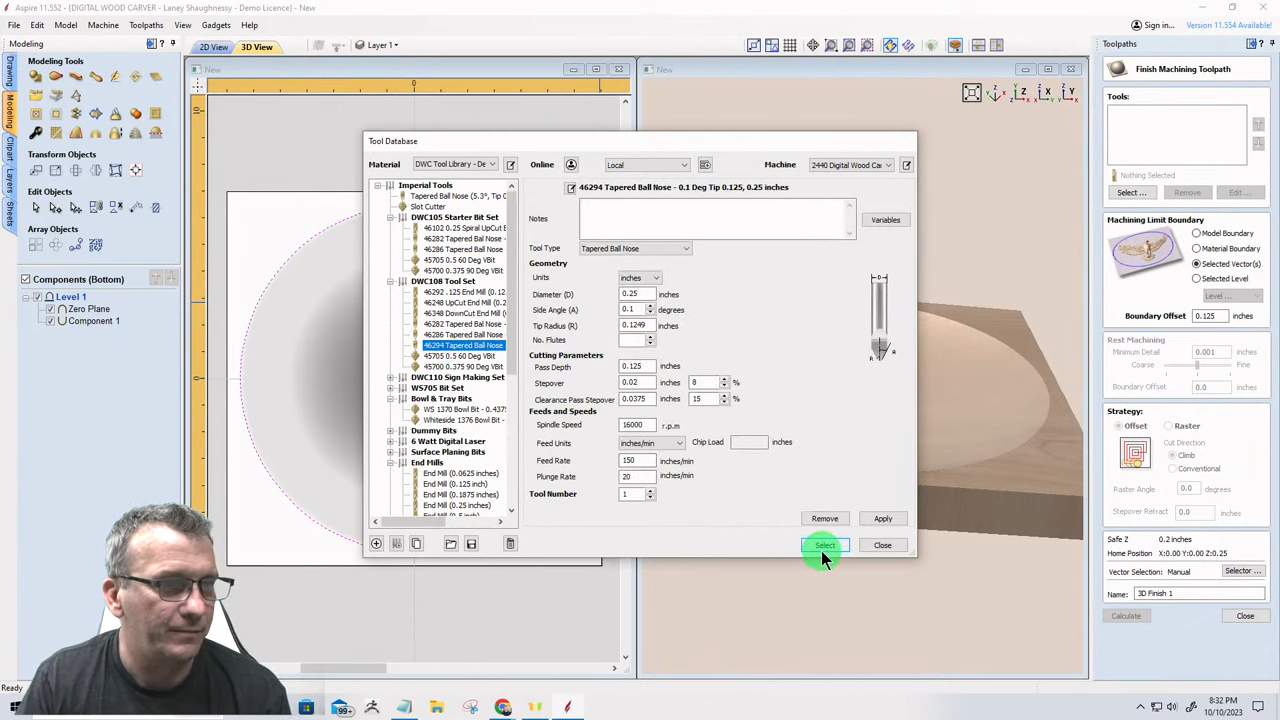 Aspire 11.552 - [DIGITAL WOOD CARVER] - Laney Shaughnessy - Demo Licence] - New
File Edit Model Machine Toolpaths View Gadgets Help
Sign in... Version 11.554 Available!
Modeling
2D View 3D View Layer 1
Toolpaths
Drawing
Modeling
Clipart
Layers
Sheets
Modeling Tools
Transform Objects
Edit Objects
Array Objects
Components (Bottom)
Level 1
Zero Plane
Component 1
New
0
10
0
New
Z X Y Z
Tool Database
Material DWC Tool Library - De Online Local Machine 2440 Digital Wood Ca
Imperial Tools
Tapered Ball Nose (5.3°, Tip
Slot Cutter
DWC105 Starter Bit Set
46102 0.25 Spiral UpCut E
46282 Tapered Bal Nose
46286 Tapered Ball Nose
45705 0.5 60 Deg VBit
45700 0.375 90 Deg VBit
DWC108 Tool Set
46292 .125 End Mill (0.12
46248 UpCut End Mill (0
46348 DownCut End Mill (
46282 Tapered Ball Nose
46286 Tapered Ball Nose
46294 Tapered Ball Nose
45705 0.5 60 Deg VBit
45700 0.375 90 Deg VBit
DWC110 Sign Making Set
WS705 Bit Set
Bowl & Tray Bits
WS 1370 Bowl Bit - 0.437
Whiteside 1376 Bowl Bit -
Dummy Bits
6 Watt Digital Laser
Surface Planing Bits
End Mills
End Mill (0.0625 inches)
End Mill (0.125 inch)
End Mill (0.1875 inches)
End Mill (0.25 inch)
46294 Tapered Ball Nose - 0.1 Deg Tip 0.125, 0.25 inches
Notes
Variables
Tool Type Tapered Ball Nose
Geometry
Units inches
Diameter (D) 0.25 inches
Side Angle (A) 0.1 degrees
Tip Radius (R) 0.1249 inches
No. Flutes
Cutting Parameters
Pass Depth 0.125 inches
Stepover 0.02 inches 8 %
Clearance Pass Stepover 0.0375 inches 15 %
Feeds and Speeds
Spindle Speed 16000 r.p.m
Feed Units inches/min Chip Load inches
Feed Rate 150 inches/min
Plunge Rate 20 inches/min
Tool Number 1
D
R A
Remove Apply
Select Close
Finish Machining Toolpath
Tools:
Nothing Selected
Select ... Remove Edit ...
Machining Limit Boundary
Model Boundary
Material Boundary
Selected Vector(s)
Selected Level
Level ...
Boundary Offset 0.125 inches
Rest Machining
Minimum Detail 0.001 inches
Coarse Fine
Boundary Offset 0.0 inches
Strategy:
Offset Raster
Cut Direction
Climb
Conventional
Raster Angle 0.0 degrees
Stepover Retract 0.0 inches
Safe Z 0.2 inches
Home Position X:0.00 Y:0.00 Z:0.25
Vector Selection: Manual Selector ...
Name: 3D Finish 1
Calculate Close
Ready
99+
8:32 PM
10/10/2023